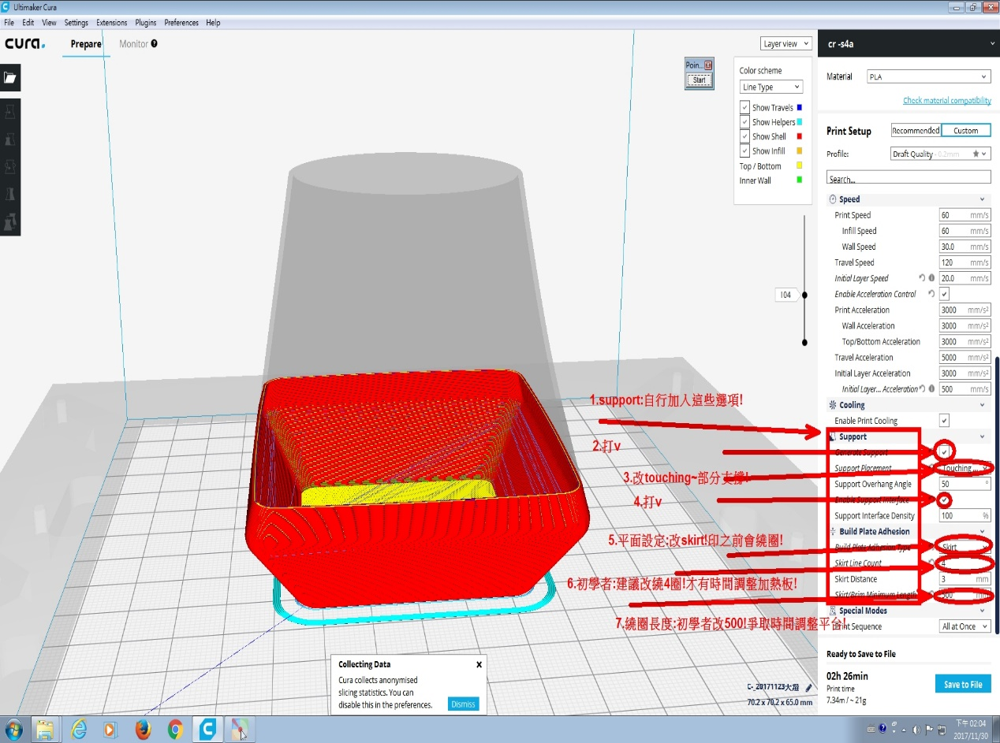 Ultimaker Cura
File Edit View Settings Extensions Plugins Preferences Help
cura.
Prepare Monitor
Layer view
Poin...
Start
Color scheme
Line Type
Show Travels
Show Helpers
Show Shell
Show Infill
Top / Bottom
Inner Wall
104
1.support:自行加入這些選項!
2.打v
3.改touching~部分支撐!
4.打v
5.平面設定:改skirt!印之前會繞圈!
6.初學者:建議改繞4圈!才有時間調整加熱板!
7.繞圈長度:初學者改500!爭取時間調整平台!
cr -s4a
Material PLA
Check material compatibility
Print Setup Recommended Custom
Profile: Draft Quality - 0.2mm
Search...
Speed
Print Speed 60 mm/s
Infill Speed 60 mm/s
Wall Speed 30.0 mm/s
Travel Speed 120 mm/s
Initial Layer Speed 20.0 mm/s
Enable Acceleration Control
Print Acceleration 3000 mm/s²
Wall Acceleration 3000 mm/s²
Top/Bottom Acceleration 3000 mm/s²
Travel Acceleration 5000 mm/s²
Initial Layer Acceleration 3000 mm/s²
Initial Layer... Acceleration 500 mm/s²
Cooling
Enable Print Cooling
Support
Generate Support
Support Placement Touching ...
Support Overhang Angle 50 °
Enable Support Interface
Support Interface Density 100 %
Build Plate Adhesion
Build Plate Adhesion Type Skirt
Skirt Line Count 4
Skirt Distance 3 mm
Skirt/Brim Minimum Length 500 mm
Special Modes
Print Sequence All at Once
Ready to Save to File
02h 26min
Print time
7.34m / ~ 21g
Save to File
Collecting Data
Cura collects anonymised
slicing statistics. You can
disable this in the preferences.
Dismiss
70.2 x 70.2 x 65.0 mm
下午 02:04
2017/11/30